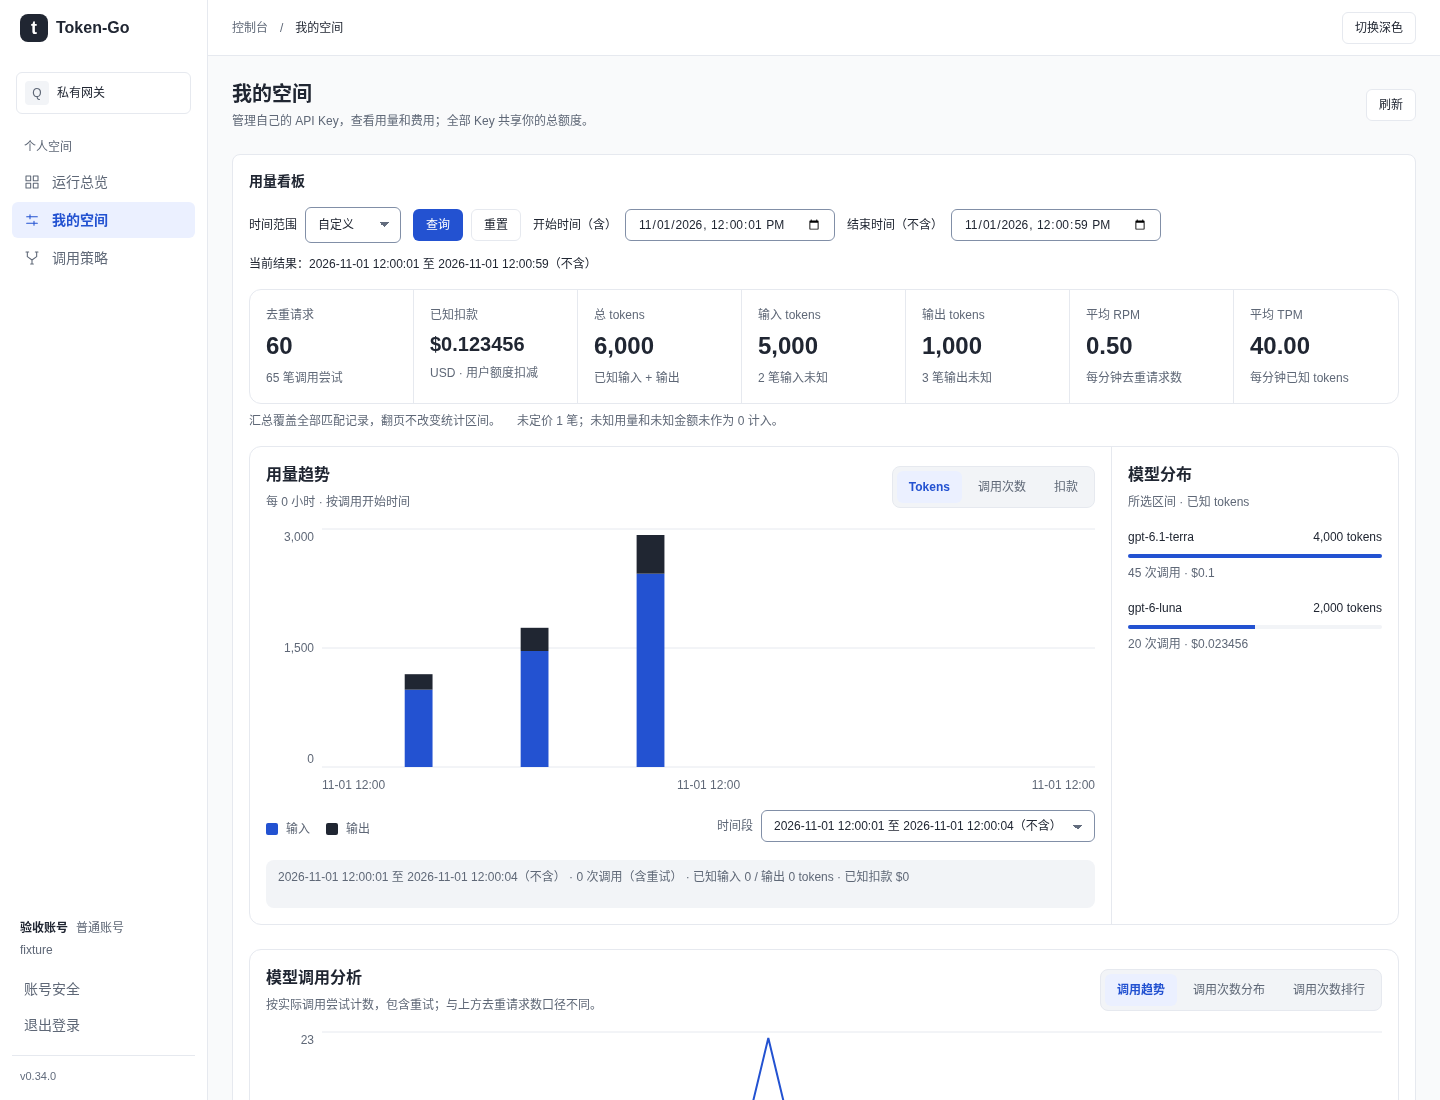 t Token-Go
控制台 / 我的空间
切换深色
Q 私有网关
个人空间
运行总览
我的空间
调用策略
我的空间
管理自己的 API Key，查看用量和费用；全部 Key 共享你的总额度。
刷新
用量看板
时间范围 自定义 查询 重置 开始时间（含） 11/01/2026, 12:00:01 PM 结束时间（不含） 11/01/2026, 12:00:59 PM
当前结果：2026-11-01 12:00:01 至 2026-11-01 12:00:59（不含）
去重请求
60
65 笔调用尝试
已知扣款
$0.123456
USD · 用户额度扣减
总 tokens
6,000
已知输入 + 输出
输入 tokens
5,000
2 笔输入未知
输出 tokens
1,000
3 笔输出未知
平均 RPM
0.50
每分钟去重请求数
平均 TPM
40.00
每分钟已知 tokens
汇总覆盖全部匹配记录，翻页不改变统计区间。 未定价 1 笔；未知用量和未知金额未作为 0 计入。
用量趋势
每 0 小时 · 按调用开始时间
Tokens 调用次数 扣款
3,000
1,500
0
11-01 12:00 11-01 12:00 11-01 12:00
输入 输出
时间段 2026-11-01 12:00:01 至 2026-11-01 12:00:04（不含）
2026-11-01 12:00:01 至 2026-11-01 12:00:04（不含） · 0 次调用（含重试） · 已知输入 0 / 输出 0 tokens · 已知扣款 $0
模型分布
所选区间 · 已知 tokens
gpt-6.1-terra 4,000 tokens
45 次调用 · $0.1
gpt-6-luna 2,000 tokens
20 次调用 · $0.023456
模型调用分析
按实际调用尝试计数，包含重试；与上方去重请求数口径不同。
调用趋势 调用次数分布 调用次数排行
23
验收账号 普通账号
fixture
账号安全
退出登录
v0.34.0